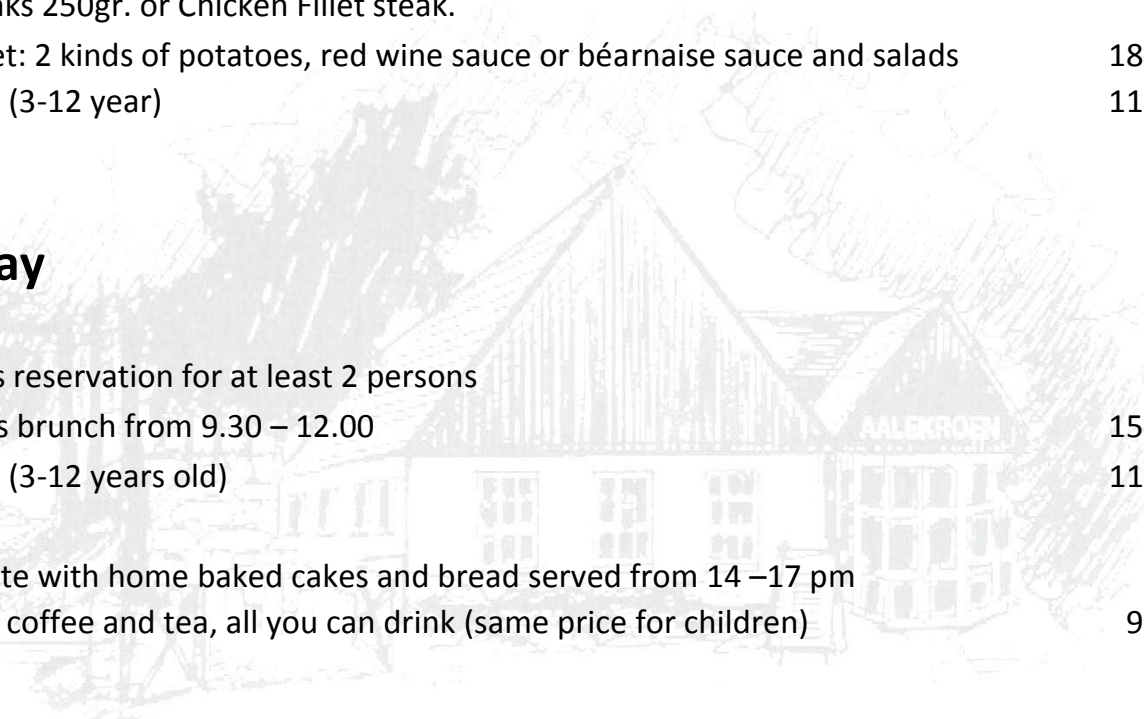 aks 250gr. or Chicken Fillet steak.
et: 2 kinds of potatoes, red wine sauce or béarnaise sauce and salads 18
(3-12 year) 11
ay
s reservation for at least 2 persons
s brunch from 9.30 – 12.00 15
(3-12 years old) 11
AALEKROEN
te with home baked cakes and bread served from 14 –17 pm
coffee and tea, all you can drink (same price for children) 9